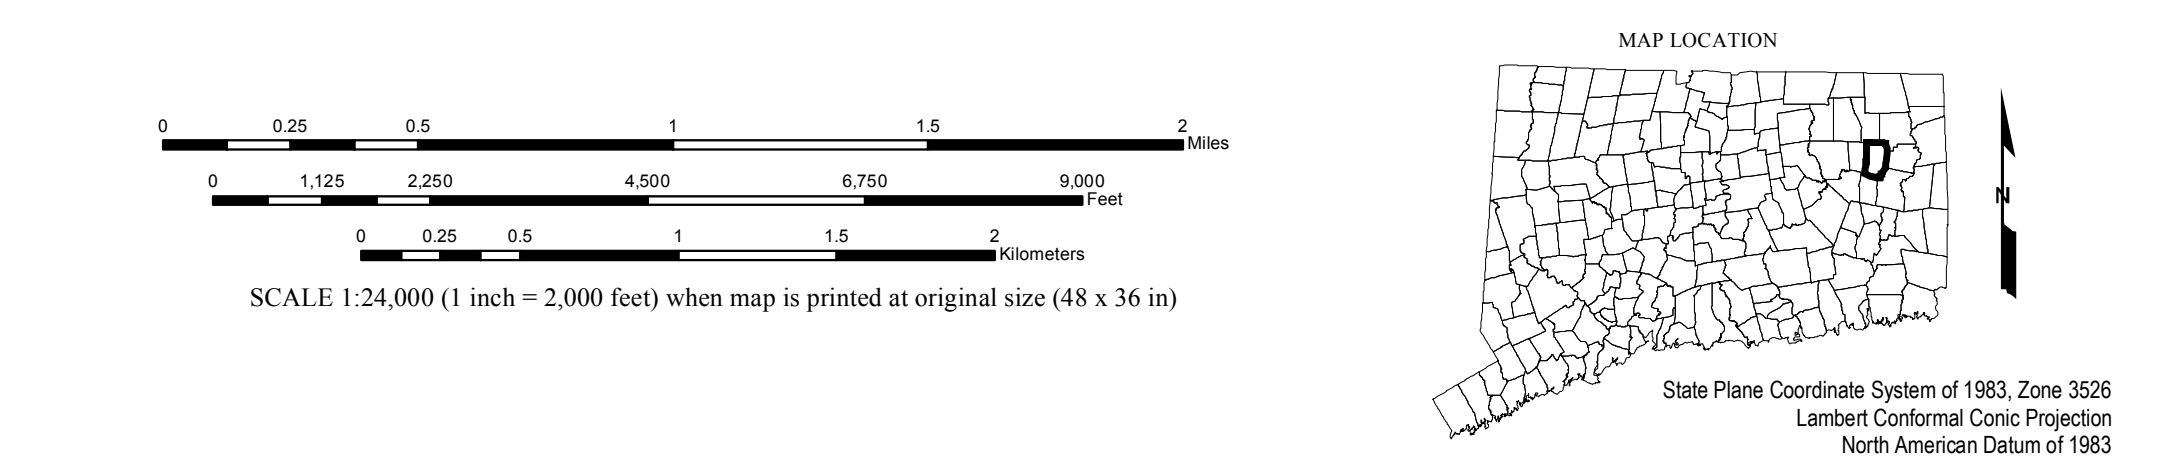 0 0.25 0.5 1 1.5 2
Miles
0 1,125 2,250 4,500 6,750 9,000
Feet
0 0.25 0.5 1 1.5 2
Kilometers
SCALE 1:24,000 (1 inch = 2,000 feet) when map is printed at original size (48 x 36 in)
MAP LOCATION
N
State Plane Coordinate System of 1983, Zone 3526
Lambert Conformal Conic Projection
North American Datum of 1983